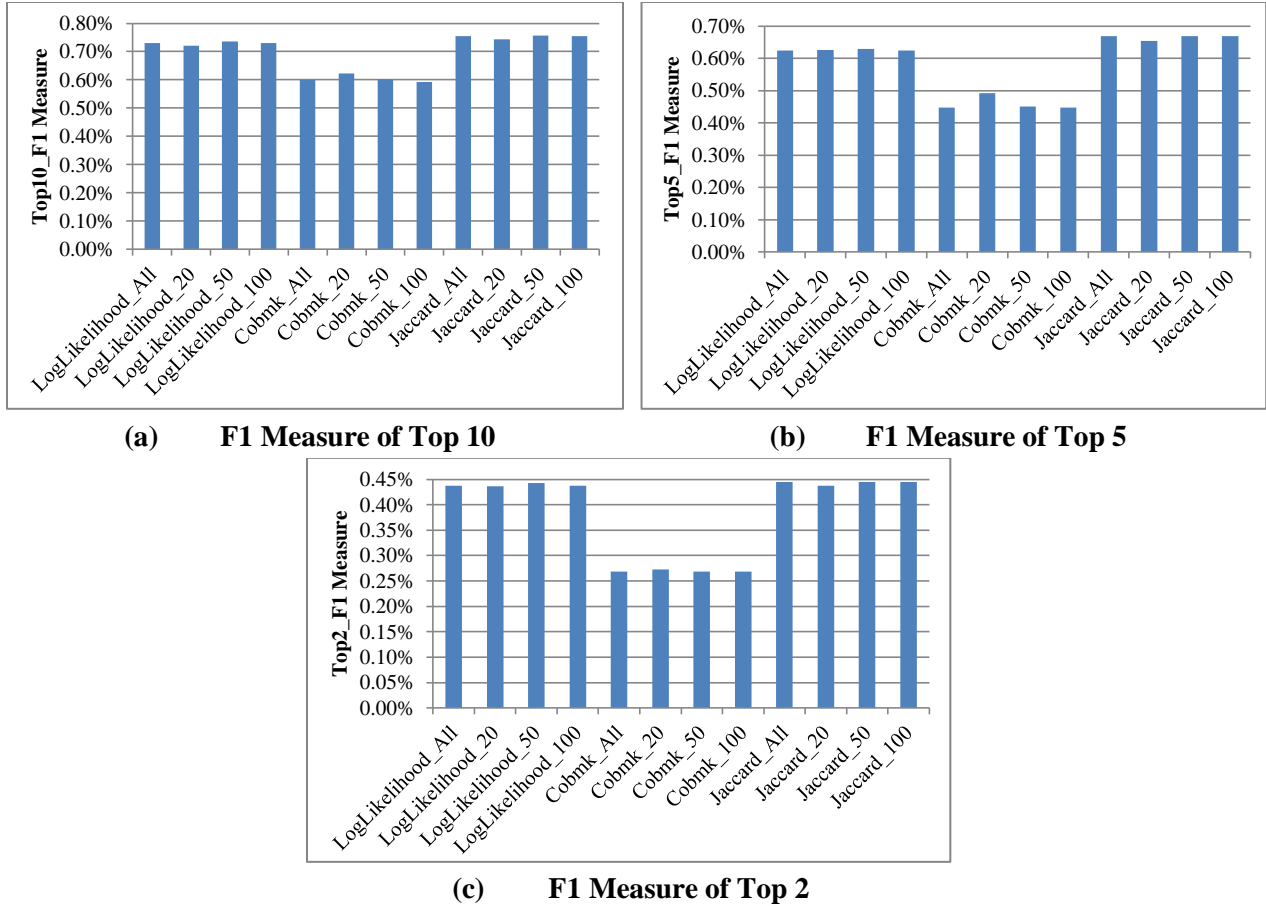 0.80%
0.70%
0.60%
0.50%
0.40%
0.30%
0.20%
0.10%
0.00%
Top10_F1 Measure
LogLikelihood_All
LogLikelihood_20
LogLikelihood_50
LogLikelihood_100
Cobmk_All
Cobmk_20
Cobmk_50
Cobmk_100
Jaccard_All
Jaccard_20
Jaccard_50
Jaccard_100
(a) F1 Measure of Top 10
0.70%
0.60%
0.50%
0.40%
0.30%
0.20%
0.10%
0.00%
Top5_F1 Measure
LogLikelihood_All
LogLikelihood_20
LogLikelihood_50
LogLikelihood_100
Cobmk_All
Cobmk_20
Cobmk_50
Cobmk_100
Jaccard_All
Jaccard_20
Jaccard_50
Jaccard_100
(b) F1 Measure of Top 5
0.45%
0.40%
0.35%
0.30%
0.25%
0.20%
0.15%
0.10%
0.05%
0.00%
Top2_F1 Measure
LogLikelihood_All
LogLikelihood_20
LogLikelihood_50
LogLikelihood_100
Cobmk_All
Cobmk_20
Cobmk_50
Cobmk_100
Jaccard_All
Jaccard_20
Jaccard_50
Jaccard_100
(c) F1 Measure of Top 2